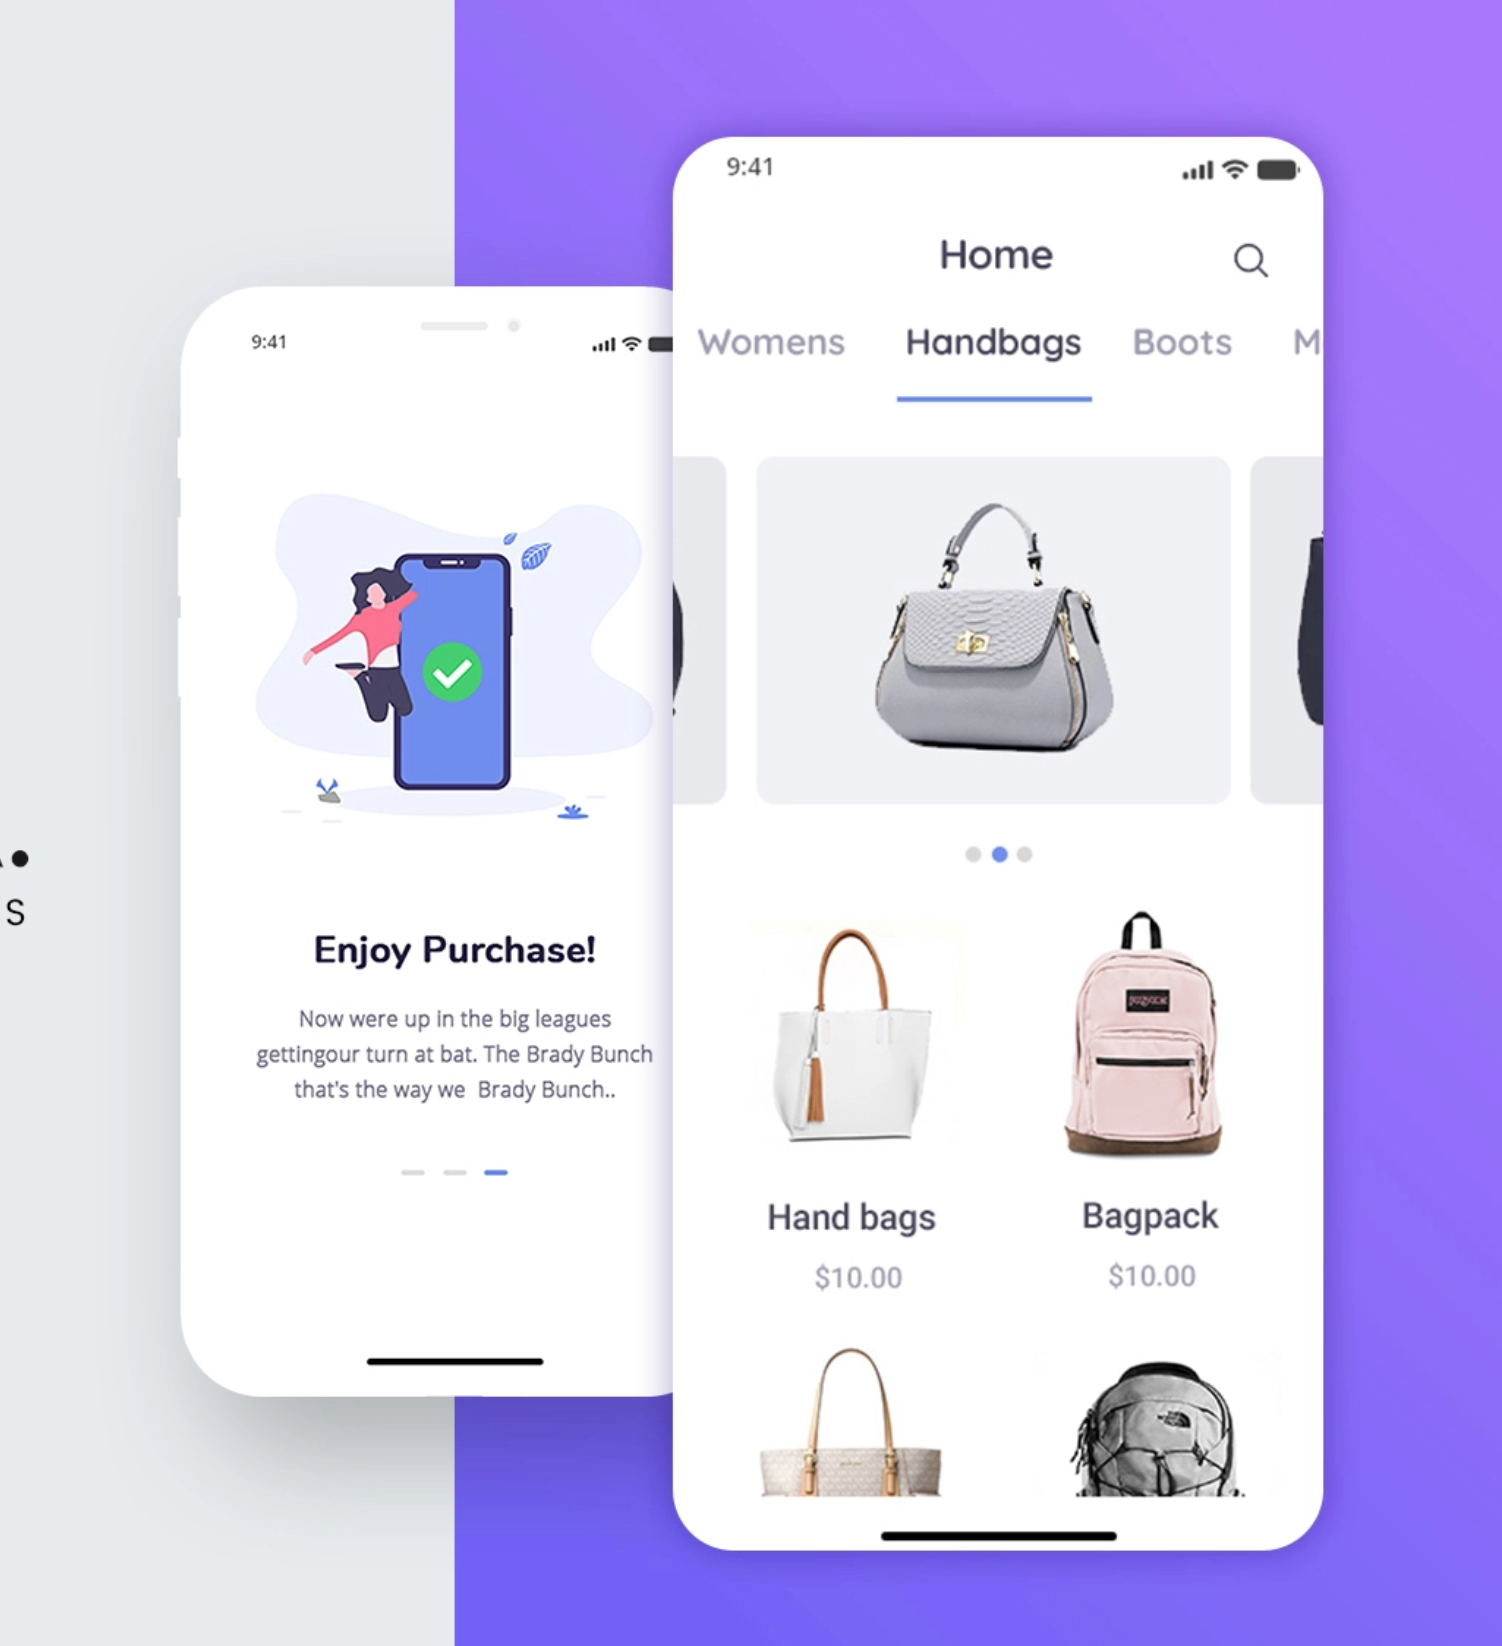 S
9:41
Enjoy Purchase!
Now were up in the big leagues
gettingour turn at bat. The Brady Bunch
that's the way we  Brady Bunch..
9:41
Home
Womens Handbags Boots M
Hand bags
$10.00
Bagpack
$10.00